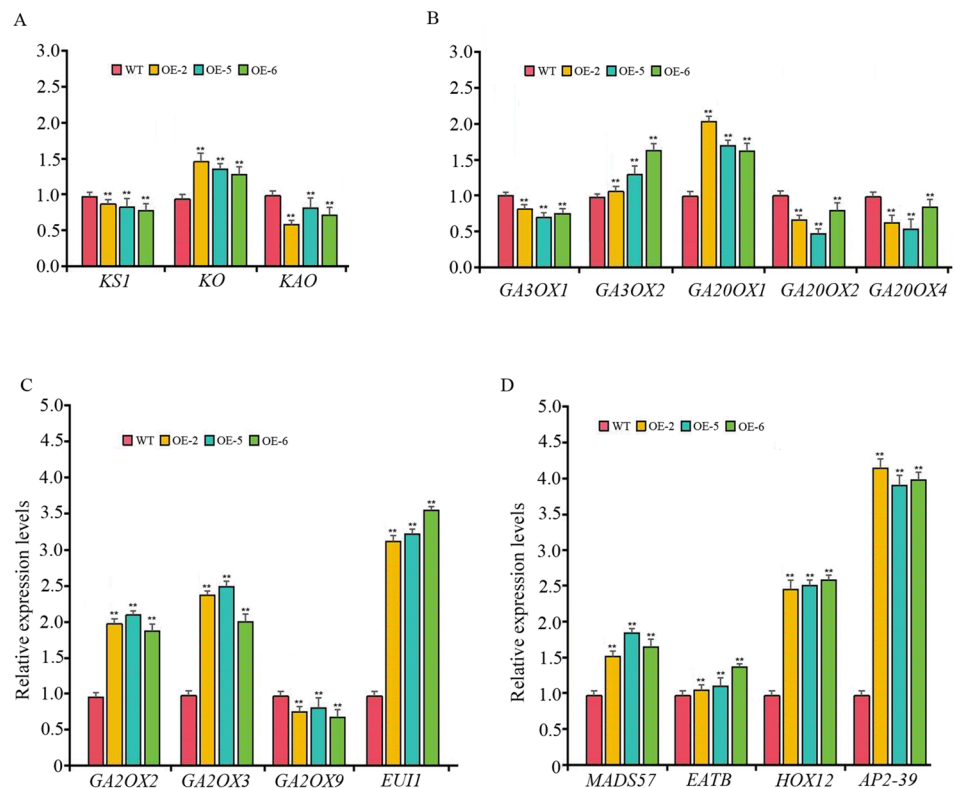 A
3.0
2.5
2.0
1.5
1.0
0.5
0.0
WT OE-2 OE-5 OE-6
** ** ** ** ** ** ** ** **
KS1 KO KAO
B
3.0
2.5
2.0
1.5
1.0
0.5
0.0
WT OE-2 OE-5 OE-6
** ** ** ** ** ** ** ** ** ** ** ** ** ** **
GA3OX1 GA3OX2 GA20OX1 GA20OX2 GA20OX4
C
Relative expression levels
5.0
4.5
4.0
3.5
3.0
2.5
2.0
1.5
1.0
0.5
0
WT OE-2 OE-5 OE-6
** ** ** ** ** ** ** ** ** ** ** **
GA2OX2 GA2OX3 GA2OX9 EUI1
D
Relative expression levels
5.0
4.5
4.0
3.5
3.0
2.5
2.0
1.5
1.0
0.5
0
WT OE-2 OE-5 OE-6
** ** ** ** ** ** ** ** ** ** ** **
MADS57 EATB HOX12 AP2-39